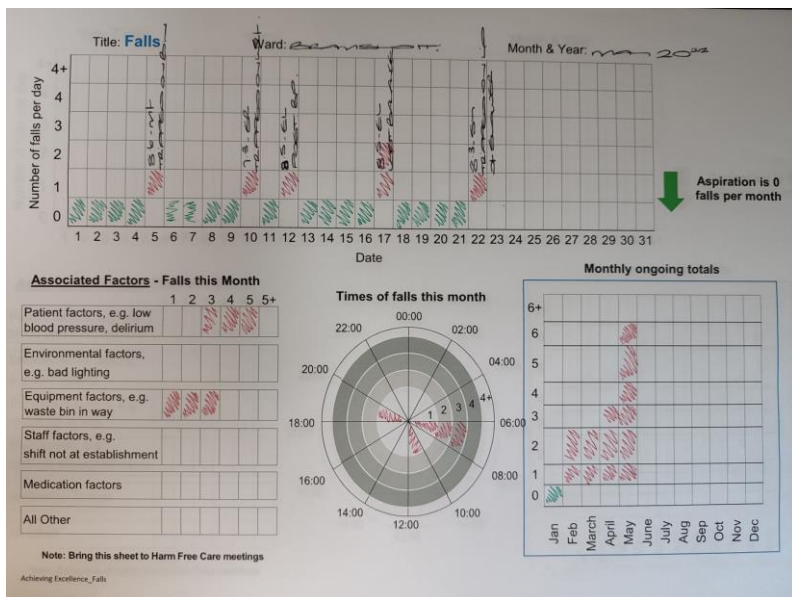 Title: Falls
Ward:
Month & Year: May 2022
Number of falls per day
4+
4
3
2
1
0
1 2 3 4 5 6 7 8 9 10 11 12 13 14 15 16 17 18 19 20 21 22 23 24 25 26 27 28 29 30 31
Date
Aspiration is 0
falls per month
Associated Factors - Falls this Month
1 2 3 4 5 5+
Patient factors, e.g. low
blood pressure, delirium
Environmental factors,
e.g. bad lighting
Equipment factors, e.g.
waste bin in way
Staff factors, e.g.
shift not at establishment
Medication factors
All Other
Note: Bring this sheet to Harm Free Care meetings
Achieving Excellence_Falls
Times of falls this month
00:00
02:00
04:00
06:00
08:00
10:00
12:00
14:00
16:00
18:00
20:00
22:00
1 2 3 4 4+
Monthly ongoing totals
6+
6
5
4
3
2
1
0
Jan Feb March April May June July Aug Sep Oct Nov Dec